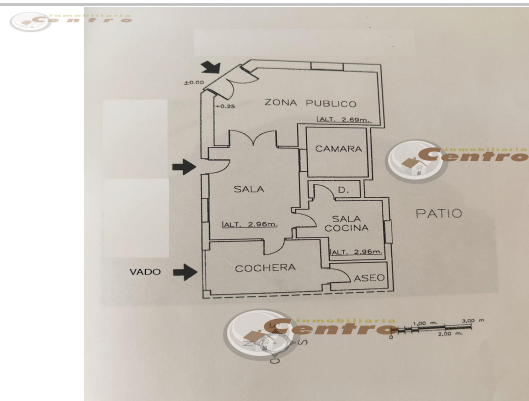 inmobiliaria
Centro
±0.00
+0.25
ZONA PUBLICO
ALT. 2.69m.
CAMARA
inmobiliaria
Centro
SALA
D.
SALA
COCINA
PATIO
ALT. 2.96m.
ALT. 2.96m.
VADO
COCHERA
ASEO
inmobiliaria
Centro
0
1,00 m.
2,00 m.
3,00 m